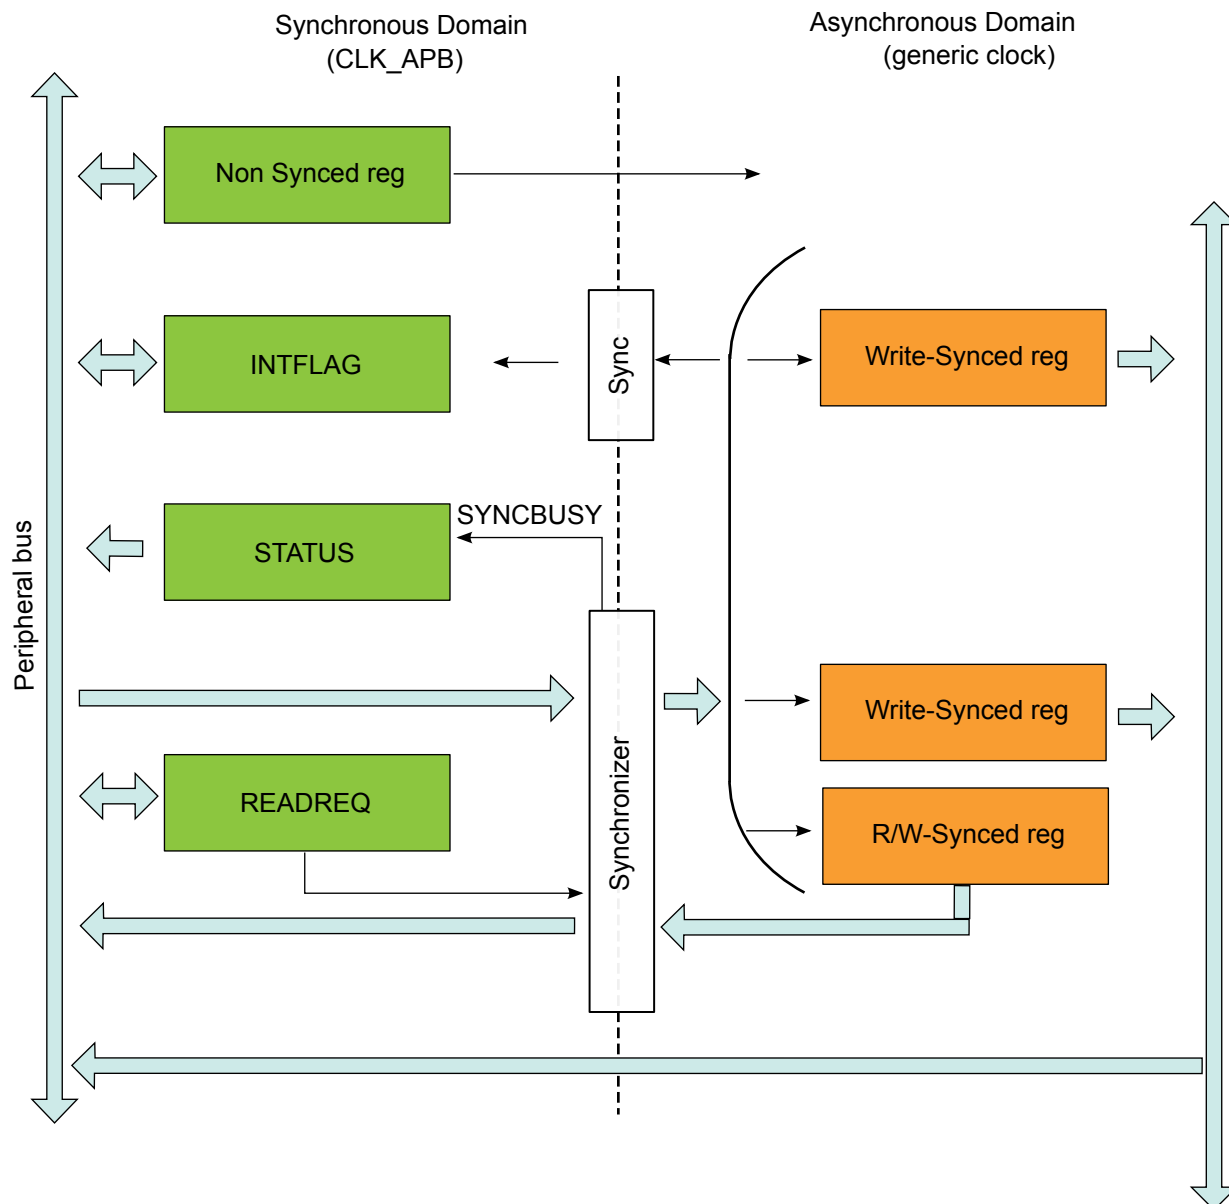 Synchronous Domain
(CLK_APB)
Asynchronous Domain
(generic clock)
Non Synced reg
INTFLAG
Sync
Write-Synced reg
SYNCBUSY
STATUS
Peripheral bus
Synchronizer
Write-Synced reg
READREQ
R/W-Synced reg